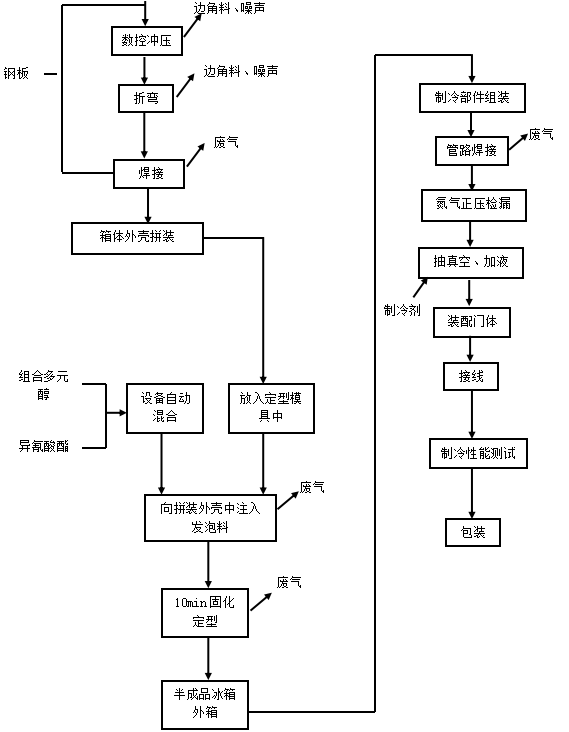 边角料、噪声
数控冲压
钢板
边角料、噪声
折弯
废气
焊接
箱体外壳拼装
组合多元
醇
异氰酸酯
设备自动
混合
放入定型模
具中
废气
向拼装外壳中注入
发泡料
废气
10min固化
定型
半成品冰箱
外箱
制冷部件组装
废气
管路焊接
氮气正压检漏
抽真空、加液
制冷剂
装配门体
接线
制冷性能测试
包装